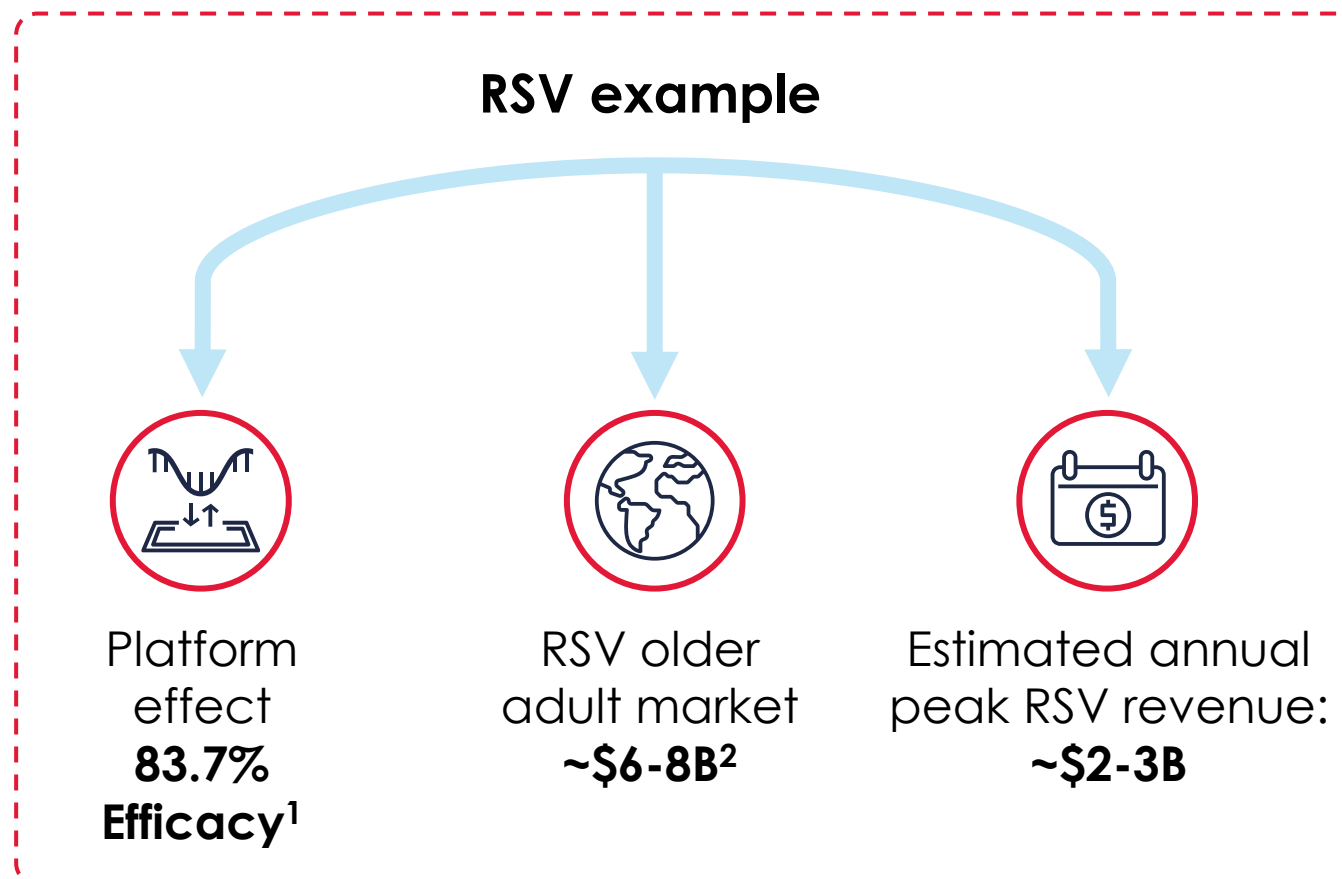 RSV example
Platform
effect
83.7%
Efficacy¹
RSV older
adult market
~$6-8B²
Estimated annual
peak RSV revenue:
~$2-3B